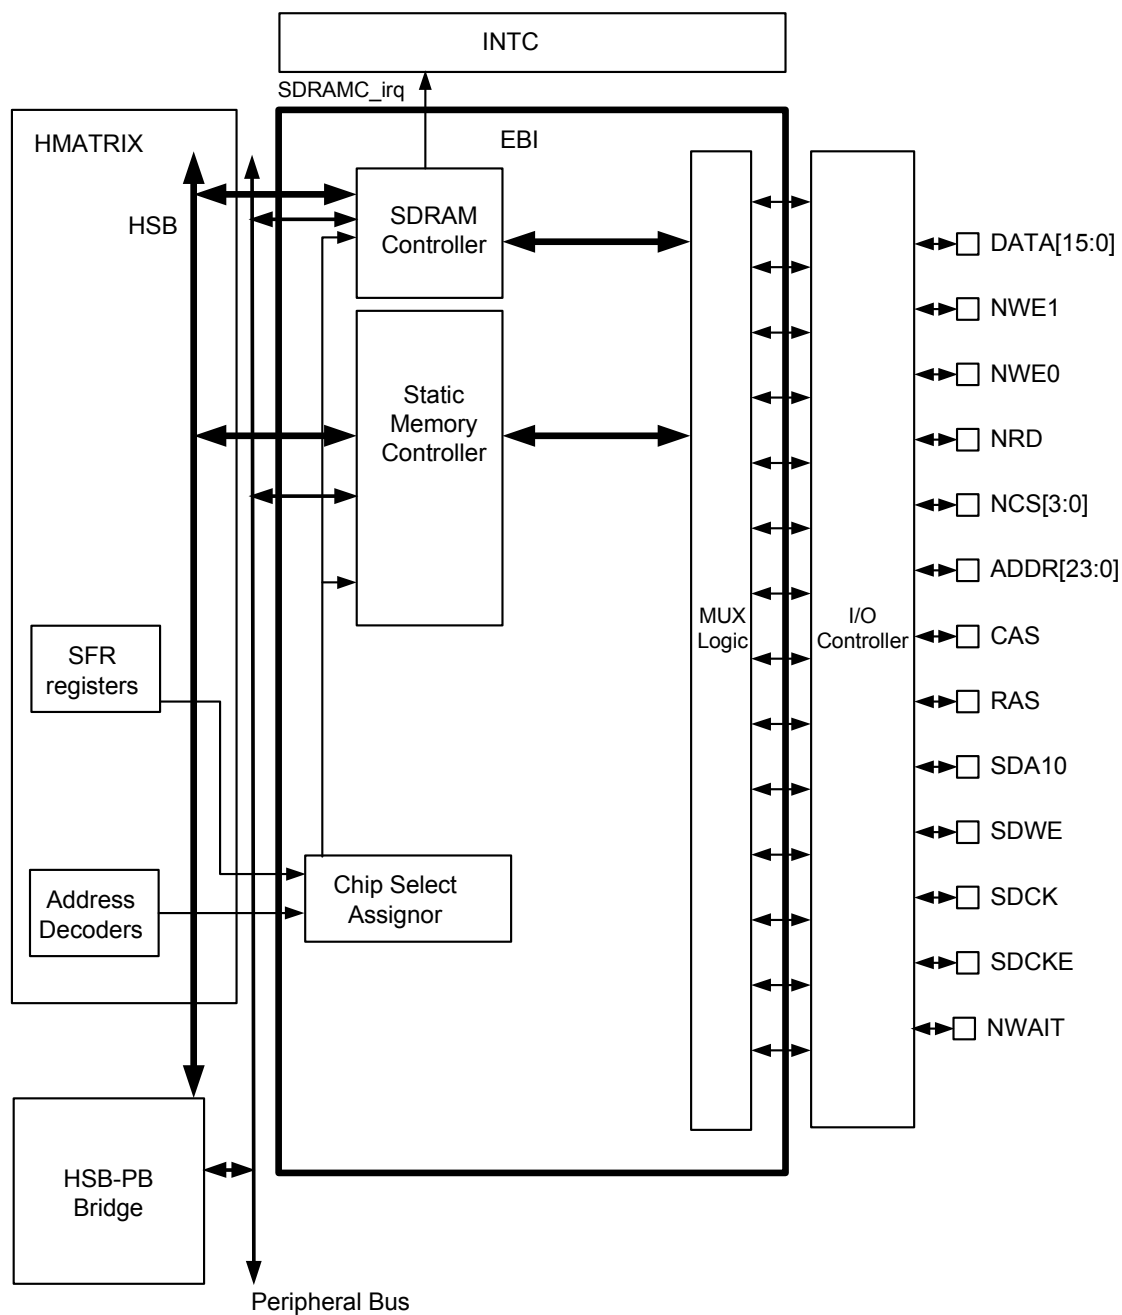 INTC
SDRAMC_irq
HMATRIX
EBI
HSB
SDRAM
Controller
DATA[15:0]
NWE1
NWE0
Static
Memory
Controller
NRD
NCS[3:0]
ADDR[23:0]
MUX
Logic
I/O
Controller
CAS
SFR
registers
RAS
SDA10
SDWE
Chip Select
Assignor
Address
Decoders
SDCK
SDCKE
NWAIT
HSB-PB
Bridge
Peripheral Bus